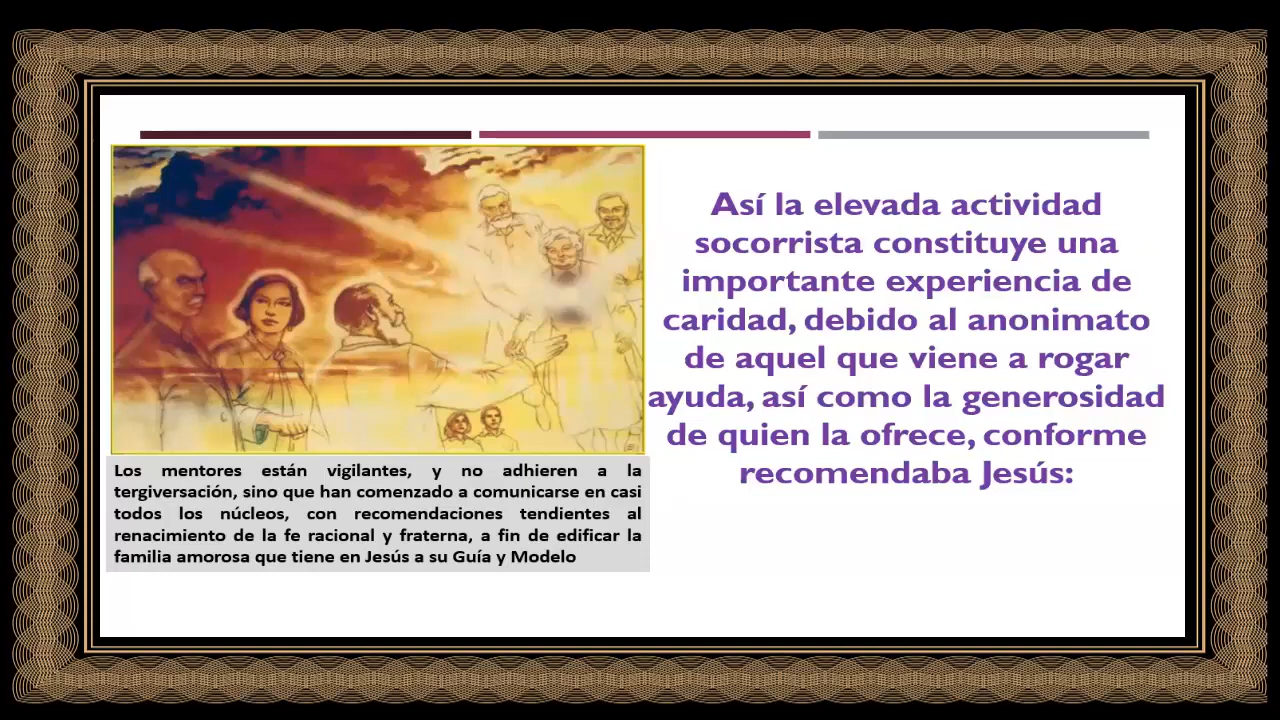 Así la elevada actividad
socorrista constituye una
importante experiencia de
caridad, debido al anonimato
de aquel que viene a rogar
ayuda, así como la generosidad
de quien la ofrece, conforme
recomendaba Jesús:
Los mentores están vigilantes, y no adhieren a la
tergiversación, sino que han comenzado a comunicarse en casi
todos los núcleos, con recomendaciones tendientes al
renacimiento de la fe racional y fraterna, a fin de edificar la
familia amorosa que tiene en Jesús a su Guía y Modelo